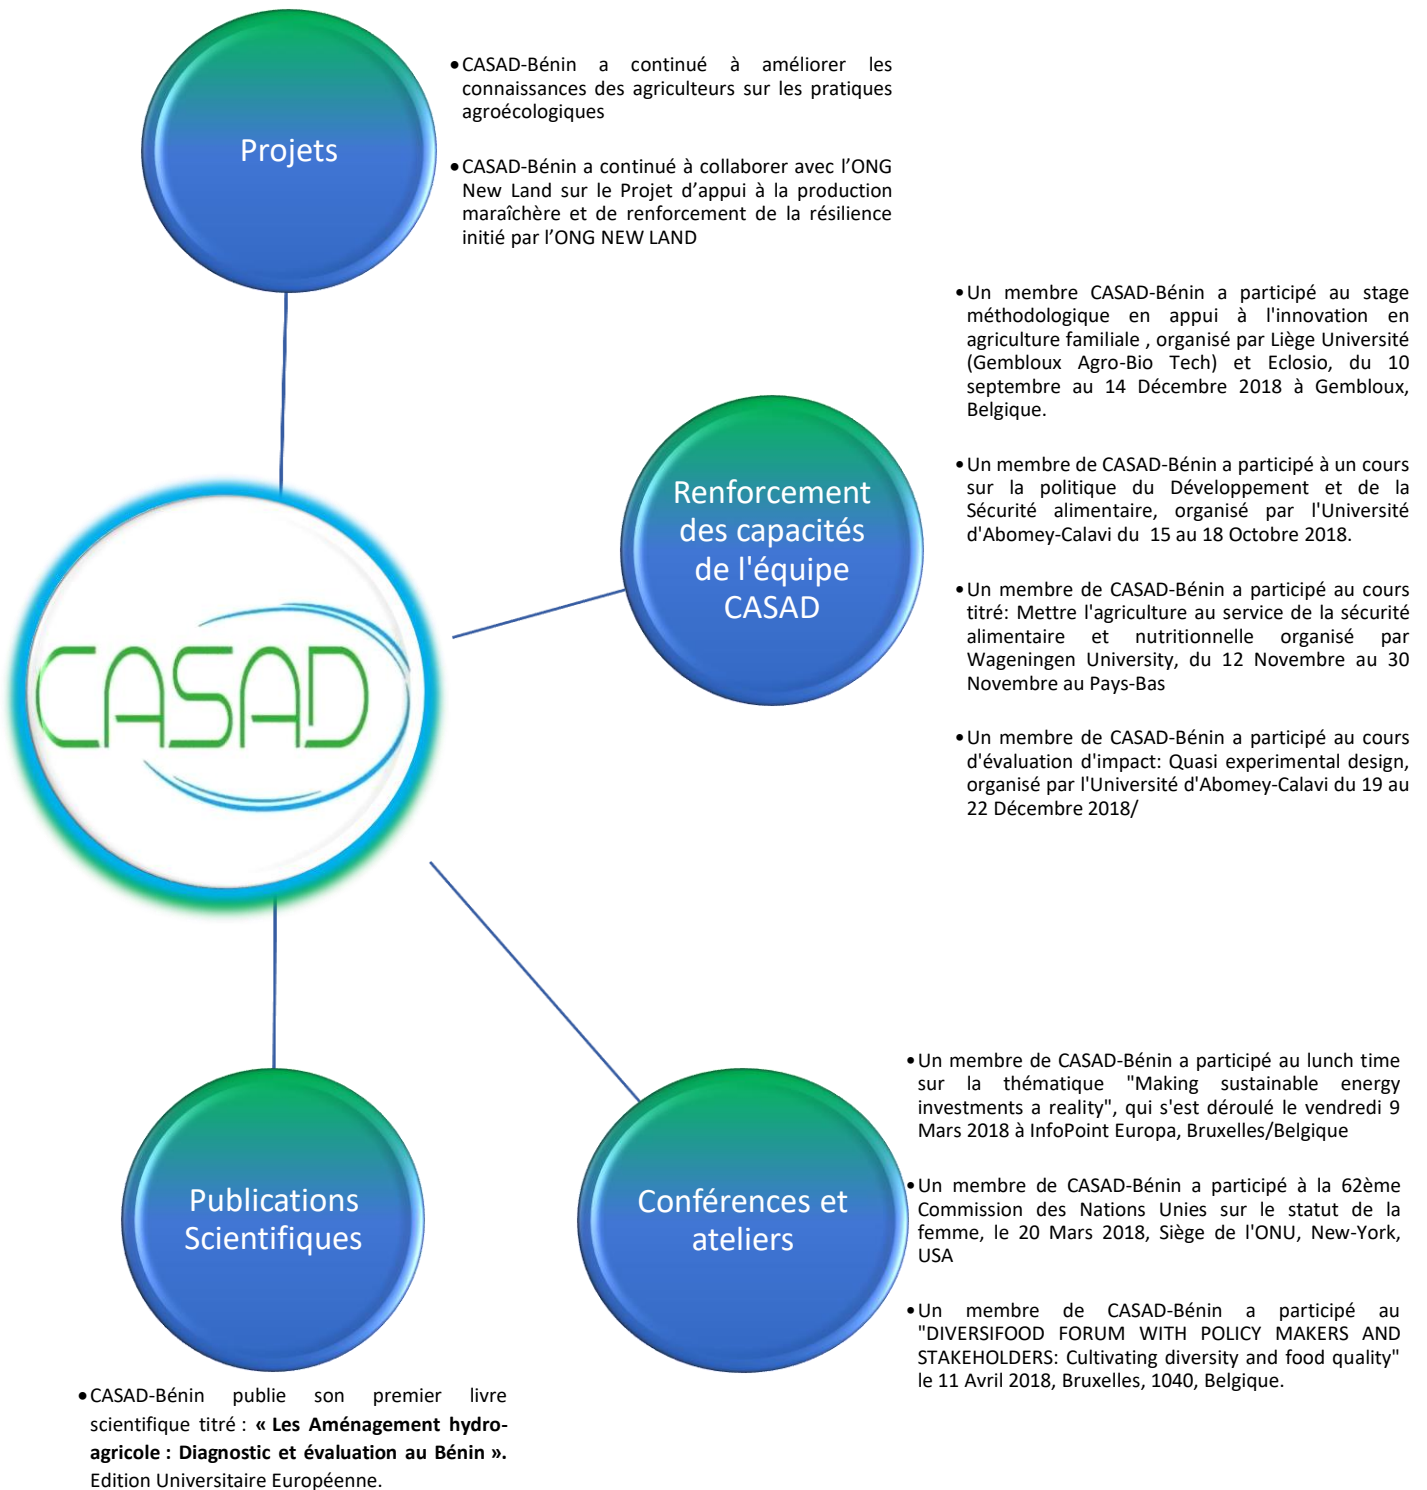 Projets
•CASAD-Bénin a continué à améliorer les
connaissances des agriculteurs sur les pratiques
agroécologiques
•CASAD-Bénin a continué à collaborer avec l’ONG
New Land sur le Projet d’appui à la production
maraîchère et de renforcement de la résilience
initié par l’ONG NEW LAND
Renforcement
des capacités
de l'équipe
CASAD
•Un membre CASAD-Bénin a participé au stage
méthodologique en appui à l'innovation en
agriculture familiale , organisé par Liège Université
(Gembloux Agro-Bio Tech) et Eclosio, du 10
septembre au 14 Décembre 2018 à Gembloux,
Belgique.
•Un membre de CASAD-Bénin a participé à un cours
sur la politique du Développement et de la
Sécurité alimentaire, organisé par l'Université
d'Abomey-Calavi du 15 au 18 Octobre 2018.
•Un membre de CASAD-Bénin a participé au cours
titré: Mettre l'agriculture au service de la sécurité
alimentaire et nutritionnelle organisé par
Wageningen University, du 12 Novembre au 30
Novembre au Pays-Bas
•Un membre de CASAD-Bénin a participé au cours
d'évaluation d'impact: Quasi experimental design,
organisé par l'Université d'Abomey-Calavi du 19 au
22 Décembre 2018/
CASAD
Conférences et
ateliers
•Un membre de CASAD-Bénin a participé au lunch time
sur la thématique "Making sustainable energy
investments a reality", qui s'est déroulé le vendredi 9
Mars 2018 à InfoPoint Europa, Bruxelles/Belgique
•Un membre de CASAD-Bénin a participé à la 62ème
Commission des Nations Unies sur le statut de la
femme, le 20 Mars 2018, Siège de l'ONU, New-York,
USA
•Un membre de CASAD-Bénin a participé au
"DIVERSIFOOD FORUM WITH POLICY MAKERS AND
STAKEHOLDERS: Cultivating diversity and food quality"
le 11 Avril 2018, Bruxelles, 1040, Belgique.
Publications
Scientifiques
•CASAD-Bénin publie son premier livre
scientifique titré : « Les Aménagement hydro-
agricole : Diagnostic et évaluation au Bénin ».
Edition Universitaire Européenne.